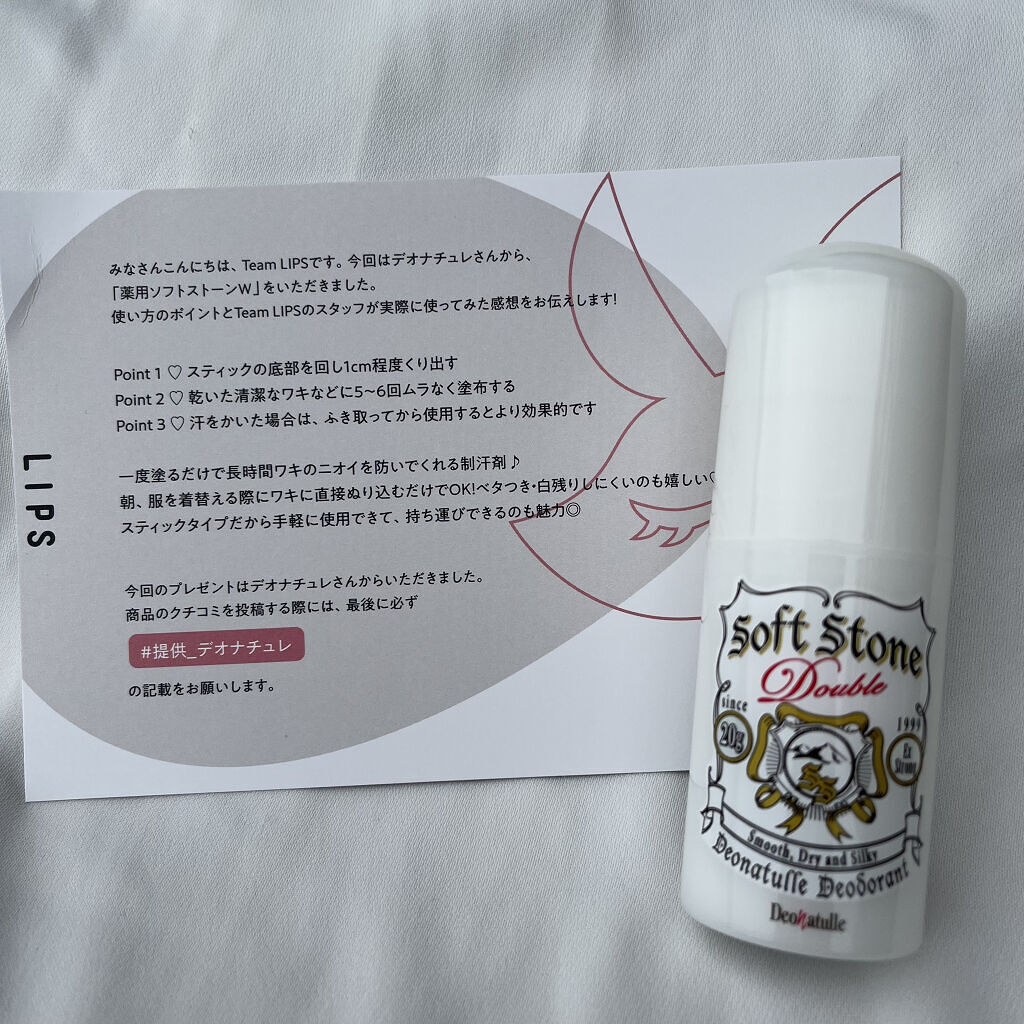 みなさんこんにちは、Team LIPSです。今回はデオナチュレさんから、
「薬用ソフトストーンW」をいただきました。
使い方のポイントとTeam LIPSのスタッフが実際に使ってみた感想をお伝えします!
Point 1 ♡ スティックの底部を回し1cm程度くり出す
Point 2 ♡ 乾いた清潔なワキなどに5〜6回ムラなく塗布する
Point 3 ♡ 汗をかいた場合は、ふき取ってから使用するとより効果的です
一度塗るだけで長時間ワキのニオイを防いでくれる制汗剤♪
朝、服を着替える際にワキに直接ぬり込むだけでOK!ベタつき・白残りしにくいのも嬉しい♡
スティックタイプだから手軽に使用できて、持ち運びできるのも魅力◎
今回のプレゼントはデオナチュレさんからいただきました。
商品のクチコミを投稿する際には、最後に必ず
#提供_デオナチュレ
の記載をお願いします。
LIPS
Soft Stone
Double
since
1999
20g
Ex
Strong
Smooth, Dry and Silky
Deonatulle Deodorant
Deonatulle